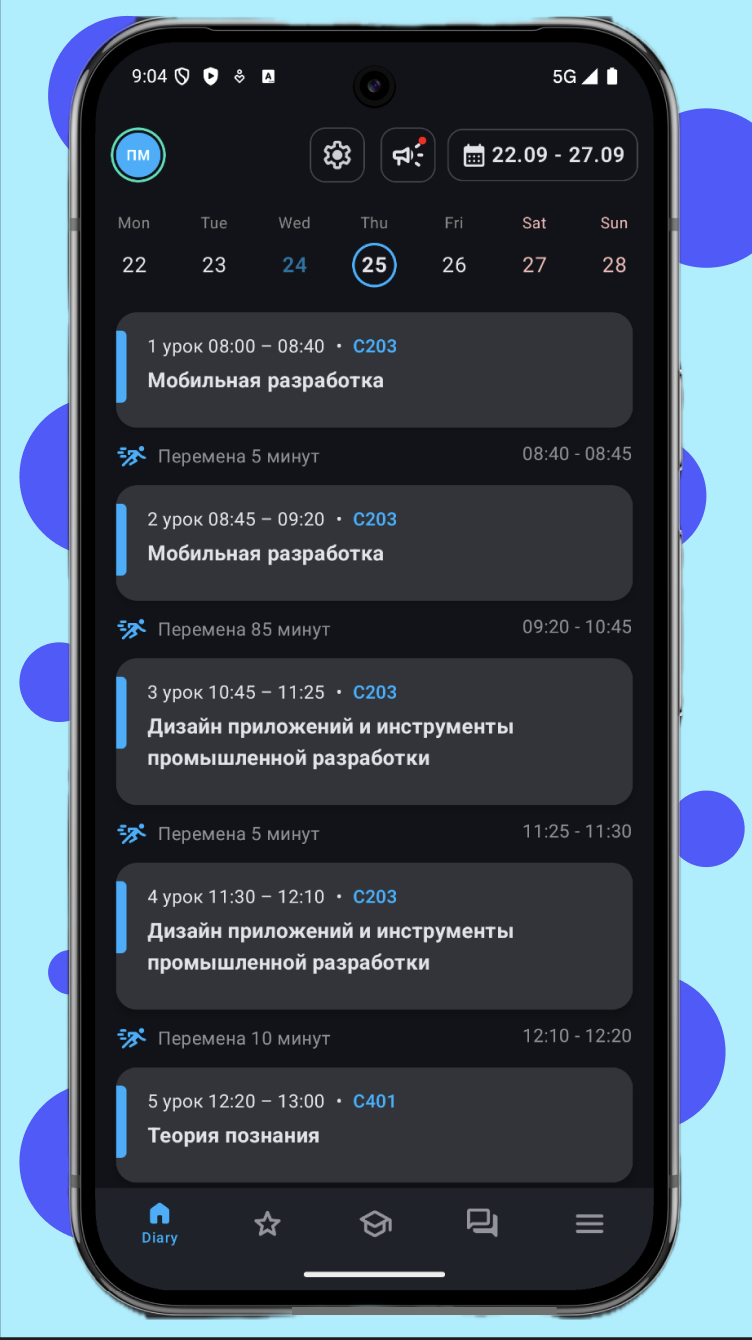 9:04
5G
ПМ
22.09 - 27.09
Mon Tue Wed Thu Fri Sat Sun
22 23 24 25 26 27 28
1 урок 08:00 – 08:40 • C203
Мобильная разработка
Перемена 5 минут 08:40 - 08:45
2 урок 08:45 – 09:20 • C203
Мобильная разработка
Перемена 85 минут 09:20 - 10:45
3 урок 10:45 – 11:25 • C203
Дизайн приложений и инструменты
промышленной разработки
Перемена 5 минут 11:25 - 11:30
4 урок 11:30 – 12:10 • C203
Дизайн приложений и инструменты
промышленной разработки
Перемена 10 минут 12:10 - 12:20
5 урок 12:20 – 13:00 • C401
Теория познания
Diary